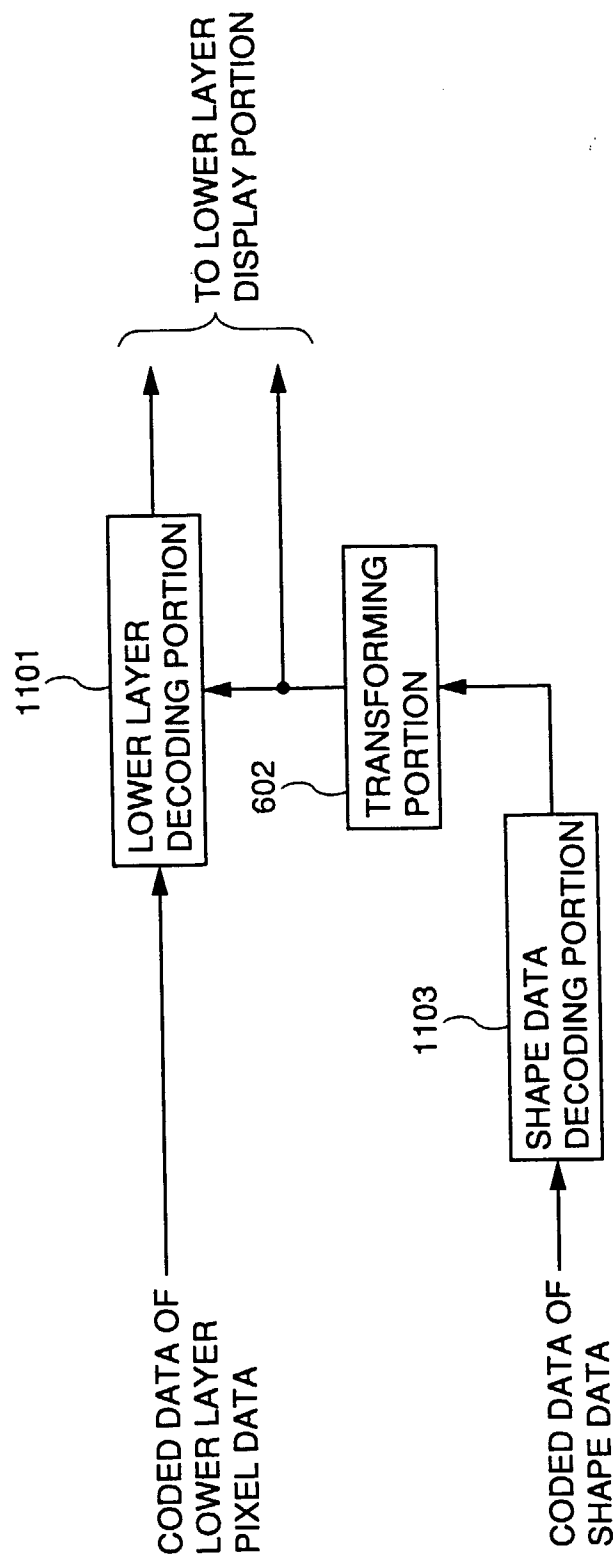 CODED DATA OF
LOWER LAYER
PIXEL DATA
1101
LOWER LAYER
DECODING PORTION
TO LOWER LAYER
DISPLAY PORTION
602
TRANSFORMING
PORTION
1103
SHAPE DATA
DECODING PORTION
CODED DATA OF
SHAPE DATA